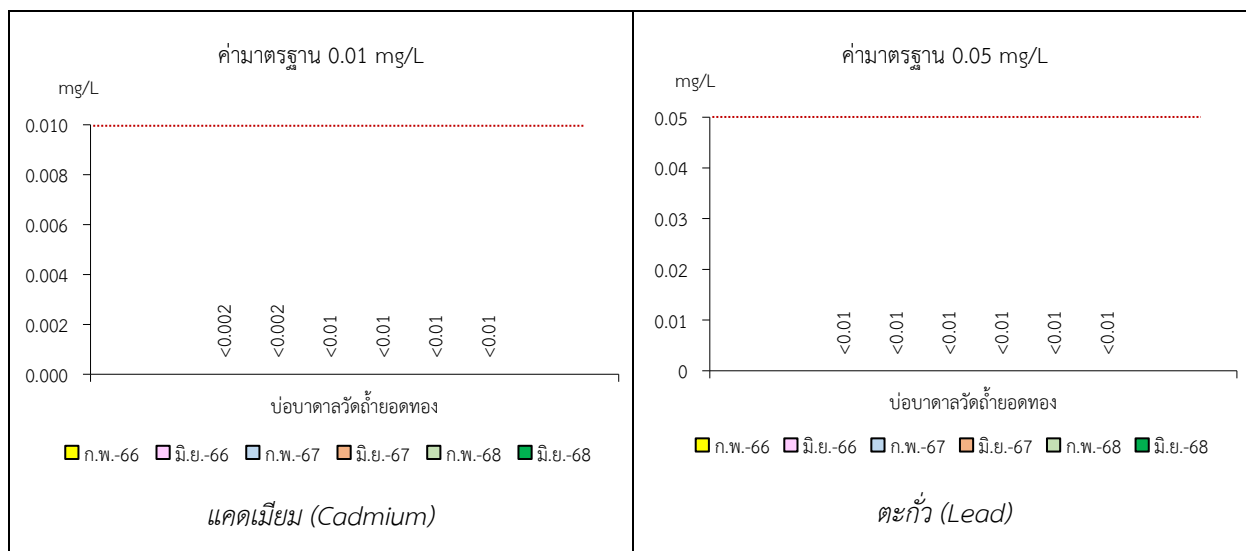 ค่ามาตรฐาน 0.01 mg/L
mg/L
0.010
0.008
0.006
0.004
0.002
0.000
<0.002
<0.002
<0.01
<0.01
<0.01
<0.01
บ่อบาดาลวัดถ้ำยอดทอง
ก.พ.-66 มิ.ย.-66 ก.พ.-67 มิ.ย.-67 ก.พ.-68 มิ.ย.-68
แคดเมียม (Cadmium)
ค่ามาตรฐาน 0.05 mg/L
mg/L
0.05
0.04
0.03
0.02
0.01
0
<0.01
<0.01
<0.01
<0.01
<0.01
<0.01
บ่อบาดาลวัดถ้ำยอดทอง
ก.พ.-66 มิ.ย.-66 ก.พ.-67 มิ.ย.-67 ก.พ.-68 มิ.ย.-68
ตะกั่ว (Lead)